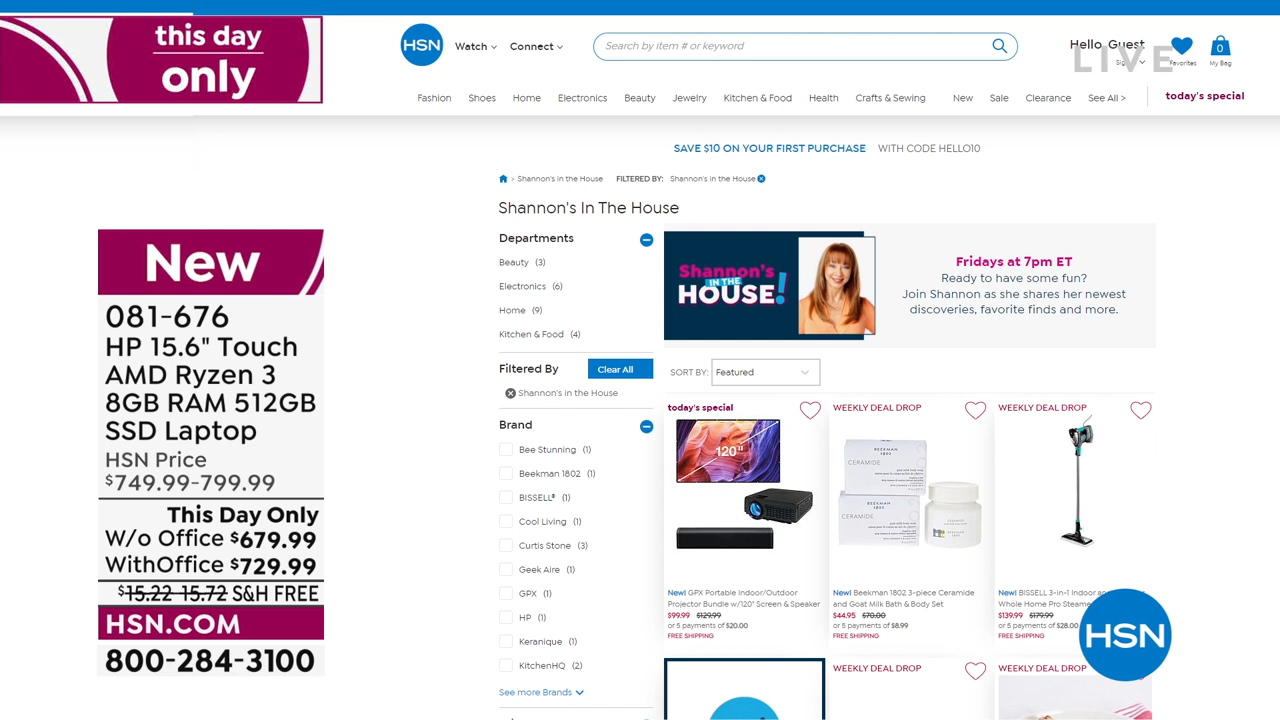 this day
only
HSN
Watch
Connect
Search by item # or keyword
Hello, Guest
LIVE
Favorites
0
My Bag
Fashion Shoes Home Electronics Beauty Jewelry Kitchen & Food Health Crafts & Sewing New Sale Clearance See All >
today's special
SAVE $10 ON YOUR FIRST PURCHASE WITH CODE HELLO10
> Shannon's in the House FILTERED BY: Shannon's in the House
Shannon's In The House
New
081-676
HP 15.6" Touch
AMD Ryzen 3
8GB RAM 512GB
SSD Laptop
HSN Price
$749.99-799.99
This Day Only
W/o Office $679.99
WithOffice $729.99
$15.22-15.72 S&H FREE
HSN.COM
800-284-3100
Departments
Beauty (3)
Electronics (6)
Home (9)
Kitchen & Food (4)
Filtered By
Clear All
Shannon's in the House
Brand
Bee Stunning (1)
Beekman 1802 (1)
BISSELL® (1)
Cool Living (1)
Curtis Stone (3)
Geek Aire (1)
GPX (1)
HP (1)
Keranique (1)
KitchenHQ (2)
See more Brands
Shannon's
IN THE
HOUSE!
Fridays at 7pm ET
Ready to have some fun?
Join Shannon as she shares her newest
discoveries, favorite finds and more.
SORT BY: Featured
today's special
120"
New! GPX Portable Indoor/Outdoor
Projector Bundle w/120" Screen & Speaker
$99.99 $129.99
or 5 payments of $20.00
FREE SHIPPING
WEEKLY DEAL DROP
BEEKMAN
1802
CERAMIDE
BEEKMAN
1802
CERAMIDE
New! Beekman 1802 3-piece Ceramide
and Goat Milk Bath & Body Set
$44.95 $70.00
or 5 payments of $8.99
FREE SHIPPING
WEEKLY DEAL DROP
New! BISSELL 3-in-1 Indoor
Whole Home Pro Steame
$139.99 $179.99
or 5 payments of $28.00
FREE SHIPPING
HSN
WEEKLY DEAL DROP
WEEKLY DEAL DROP